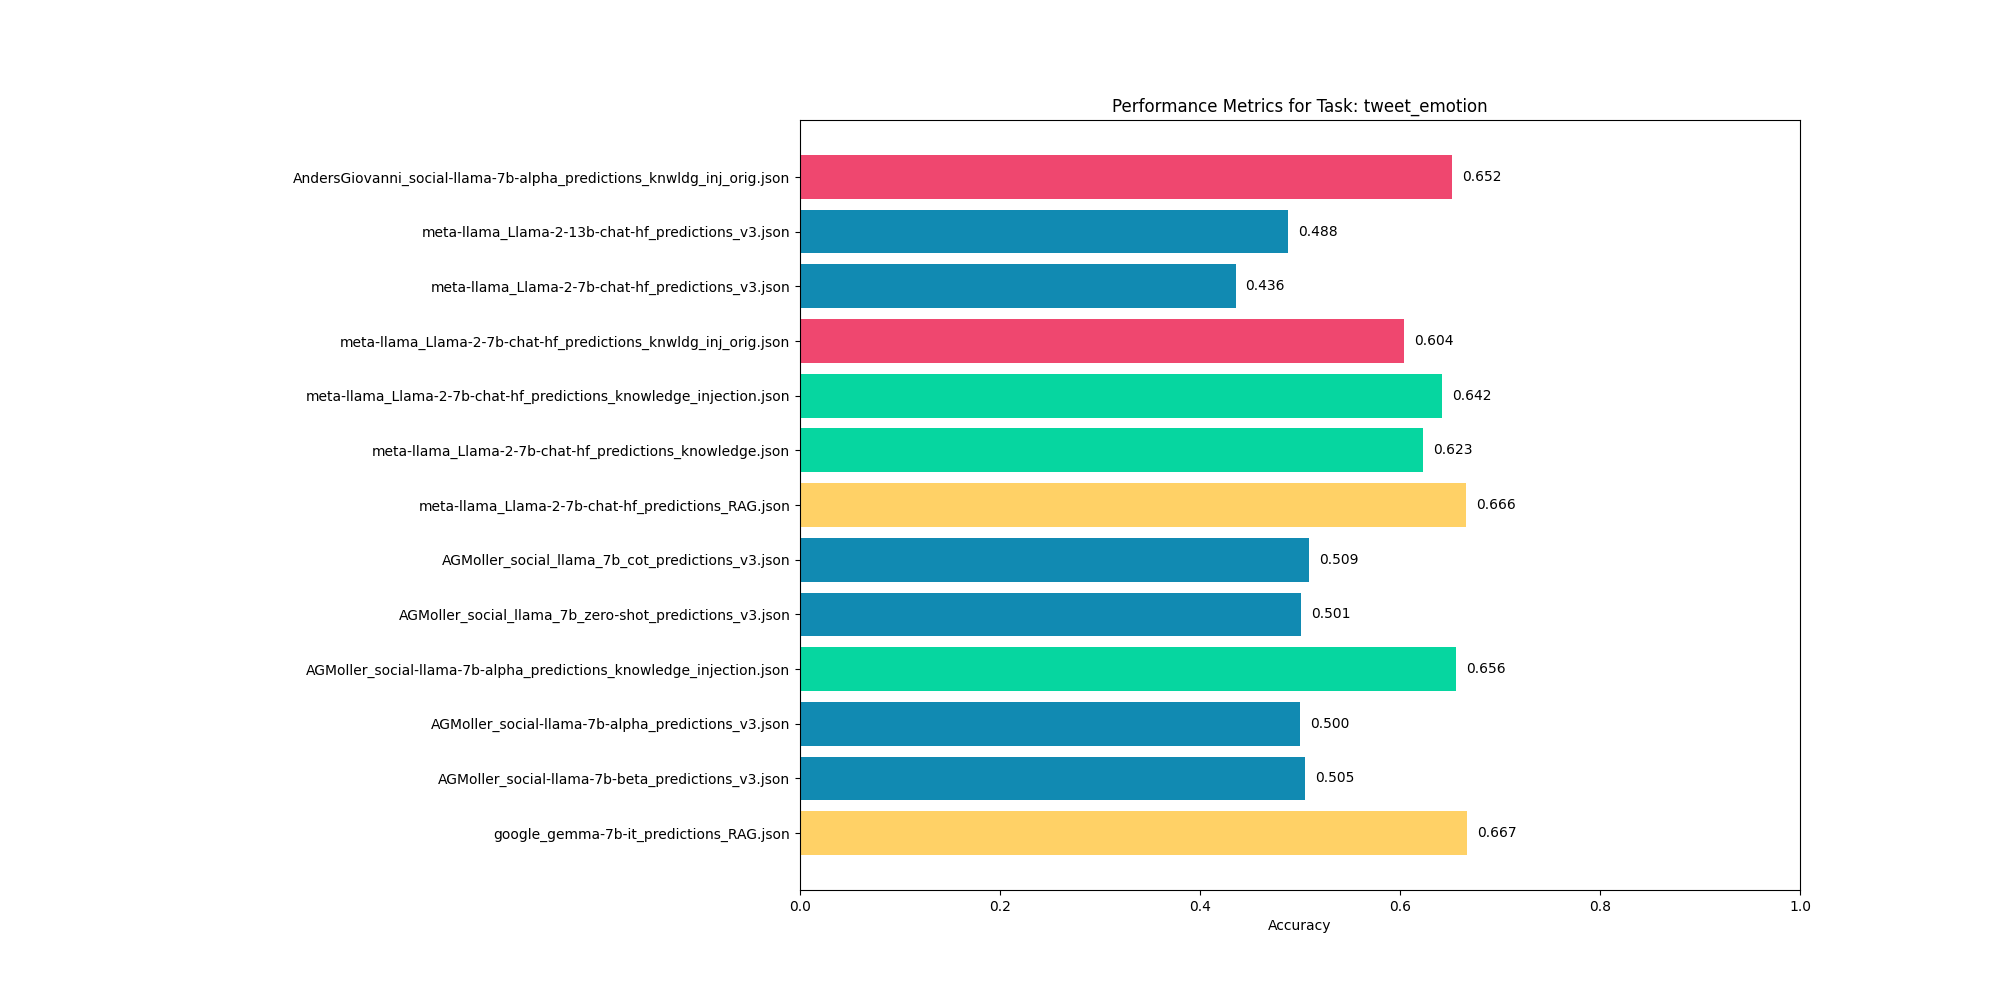 Performance Metrics for Task: tweet_emotion
AndersGiovanni_social-llama-7b-alpha_predictions_knwldg_inj_orig.json 0.652
meta-llama_Llama-2-13b-chat-hf_predictions_v3.json 0.488
meta-llama_Llama-2-7b-chat-hf_predictions_v3.json 0.436
meta-llama_Llama-2-7b-chat-hf_predictions_knwldg_inj_orig.json 0.604
meta-llama_Llama-2-7b-chat-hf_predictions_knowledge_injection.json 0.642
meta-llama_Llama-2-7b-chat-hf_predictions_knowledge.json 0.623
meta-llama_Llama-2-7b-chat-hf_predictions_RAG.json 0.666
AGMoller_social_llama_7b_cot_predictions_v3.json 0.509
AGMoller_social_llama_7b_zero-shot_predictions_v3.json 0.501
AGMoller_social-llama-7b-alpha_predictions_knowledge_injection.json 0.656
AGMoller_social-llama-7b-alpha_predictions_v3.json 0.500
AGMoller_social-llama-7b-beta_predictions_v3.json 0.505
google_gemma-7b-it_predictions_RAG.json 0.667
0.0 0.2 0.4 0.6 0.8 1.0
Accuracy